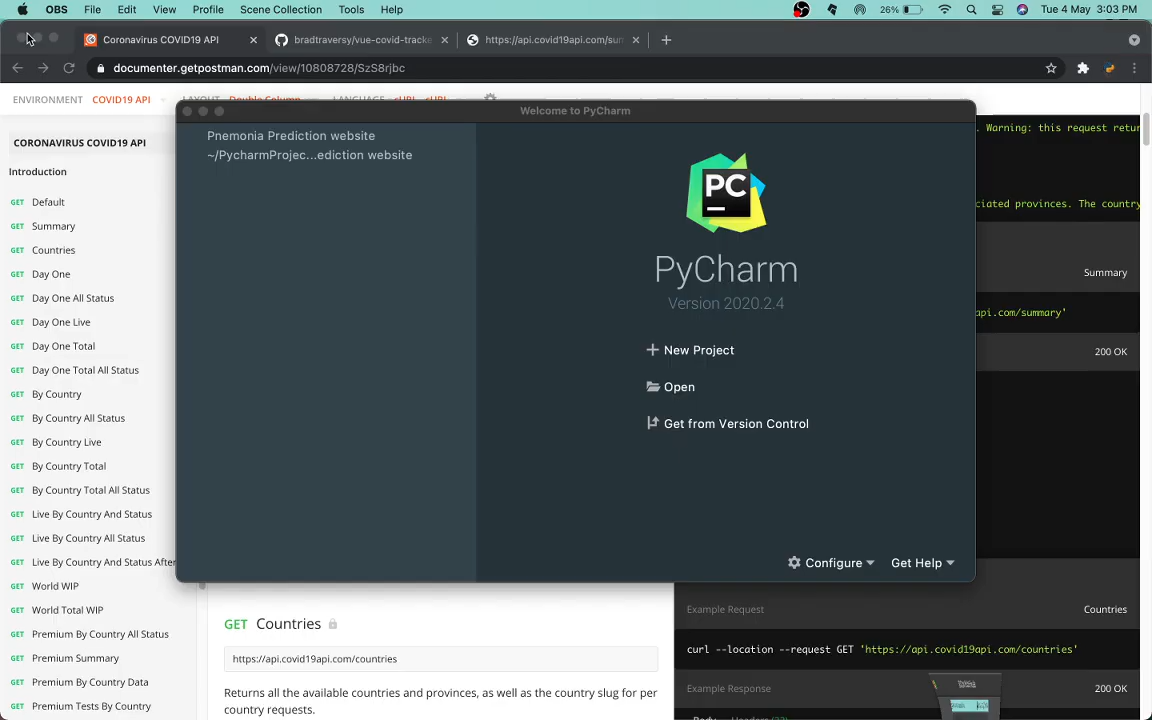 OBS File Edit View Profile Scene Collection Tools Help 26% Tue 4 May 3:03 PM
Coronavirus COVID19 API bradtraversy/vue-covid-tracke https://api.covid19api.com/sun
documenter.getpostman.com/view/10808728/SzS8rjbc
ENVIRONMENT COVID19 API LAYOUT Double Column LANGUAGE cURL - cURL
Welcome to PyCharm
CORONAVIRUS COVID19 API
Introduction
GET Default
GET Summary
GET Countries
GET Day One
GET Day One All Status
GET Day One Live
GET Day One Total
GET Day One Total All Status
GET By Country
GET By Country All Status
GET By Country Live
GET By Country Total
GET By Country Total All Status
GET Live By Country And Status
GET Live By Country All Status
GET Live By Country And Status After
GET World WIP
GET World Total WIP
GET Premium By Country All Status
GET Premium Summary
GET Premium By Country Data
GET Premium Tests By Country
Pnemonia Prediction website
~/PycharmProjec...ediction website
PC
PyCharm
Version 2020.2.4
New Project
Open
Get from Version Control
Configure Get Help
. Warning: this request retur
ciated provinces. The country
Summary
api.com/summary'
200 OK
GET Countries
https://api.covid19api.com/countries
Returns all the available countries and provinces, as well as the country slug for per
country requests.
Example Request Countries
curl --location --request GET 'https://api.covid19api.com/countries'
Example Response 200 OK